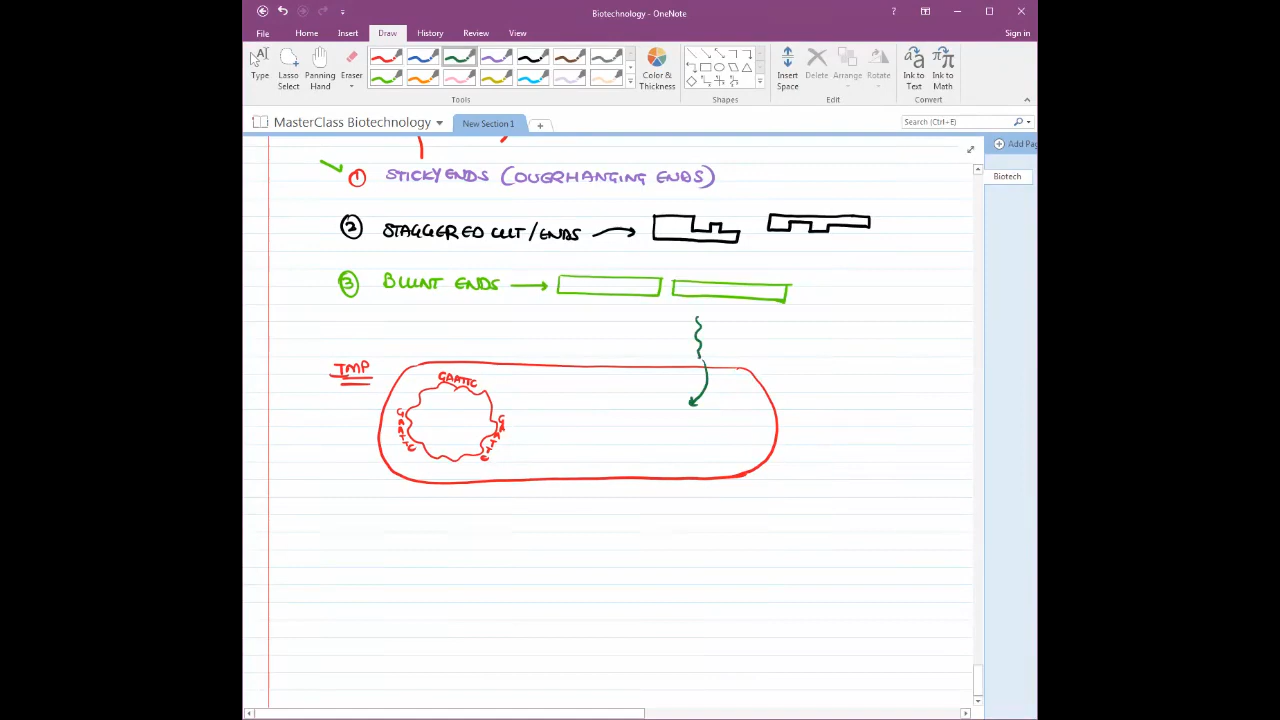 Biotechnology - OneNote
?
File Home Insert Draw History Review View Sign in
Type
Lasso Select
Panning Hand
Eraser
Color & Thickness
Insert Space
Delete
Arrange
Rotate
Ink to Text
Ink to Math
Tools
Shapes
Edit
Convert
MasterClass Biotechnology New Section 1 Search (Ctrl+E)
Add Pag
Biotech
1 STICKY ENDS (OVERHANGING ENDS)
2 STAGGERED CUT/ENDS
3 BLUNT ENDS
IMP
GAATTC
GAATTC
GAATTC